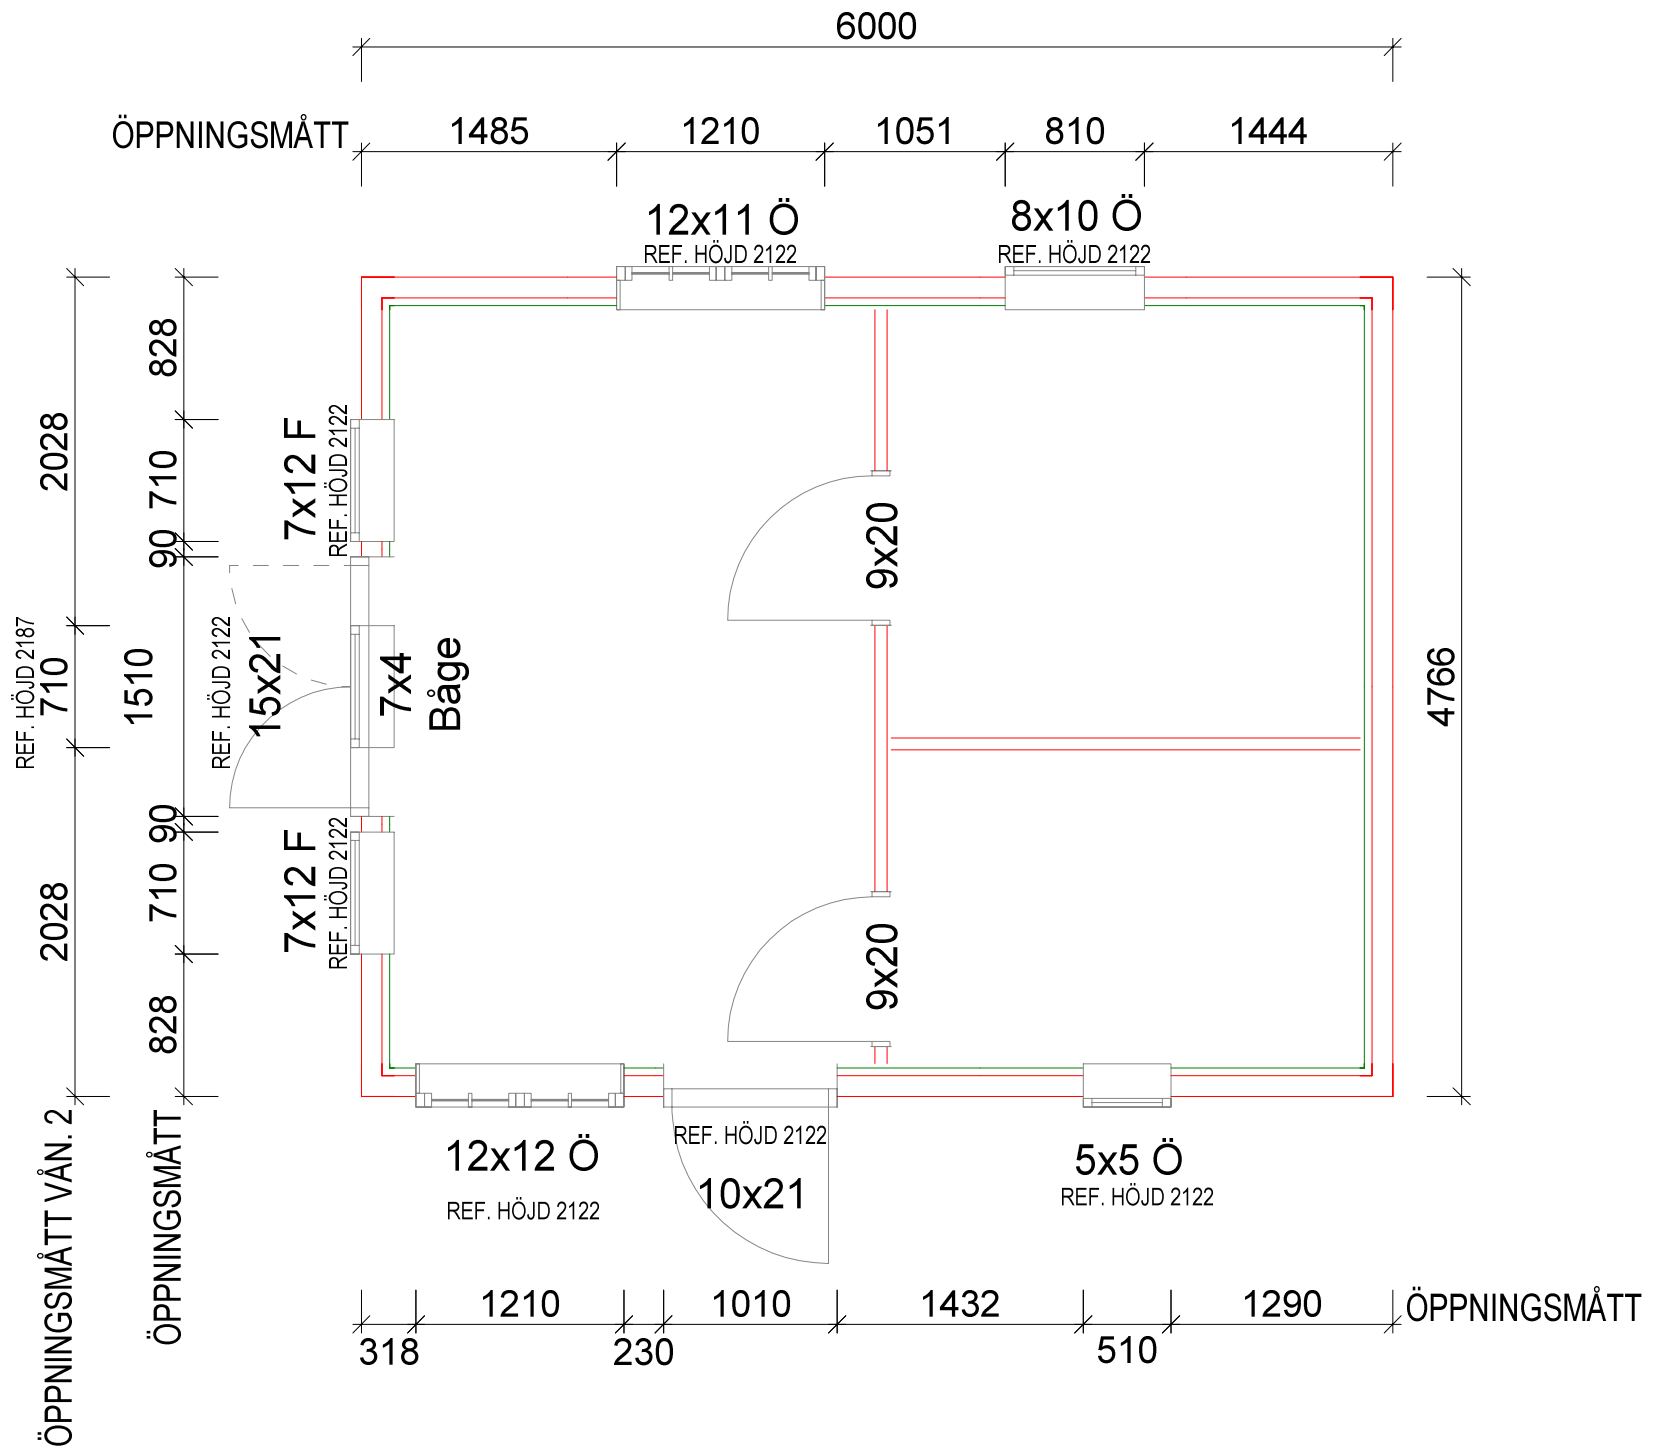 6000
ÖPPNINGSMÅTT
1485
1210
1051
810
1444
12x11 Ö
REF. HÖJD 2122
8x10 Ö
REF. HÖJD 2122
828
710
90
1510
90
710
828
ÖPPNINGSMÅTT
2028
710
2028
ÖPPNINGSMÅTT VÅN. 2
REF. HÖJD 2187
7x12 F
REF. HÖJD 2122
15x21
REF. HÖJD 2122
7x4
Båge
7x12 F
REF. HÖJD 2122
9x20
9x20
4766
12x12 Ö
REF. HÖJD 2122
REF. HÖJD 2122
10x21
5x5 Ö
REF. HÖJD 2122
318
1210
230
1010
1432
510
1290
ÖPPNINGSMÅTT